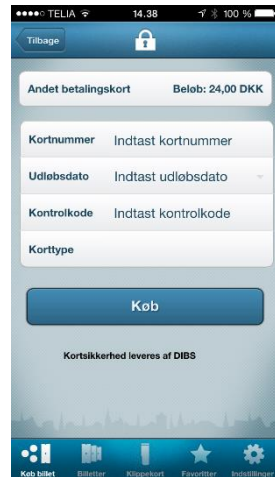 TELIA 14.38 100 %
Tilbage
Andet betalingskort Beløb: 24,00 DKK
Kortnummer Indtast kortnummer
Udløbsdato Indtast udløbsdato
Kontrolkode Indtast kontrolkode
Korttype
Køb
Kortsikkerhed leveres af DIBS
Køb billet Billetter Klippekort Favoritter Indstillinger